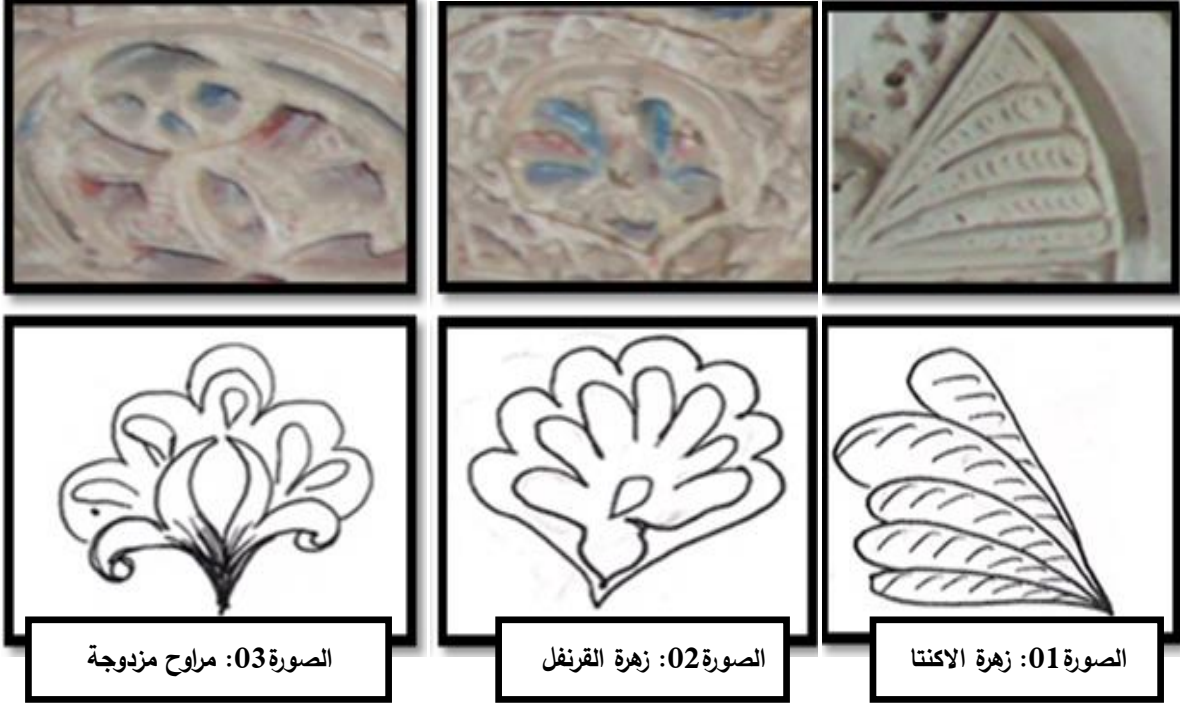 الصورة01: زهرة الاكنتا
الصورة02: زهرة القرنفل
الصورة03: مراوح مزدوجة